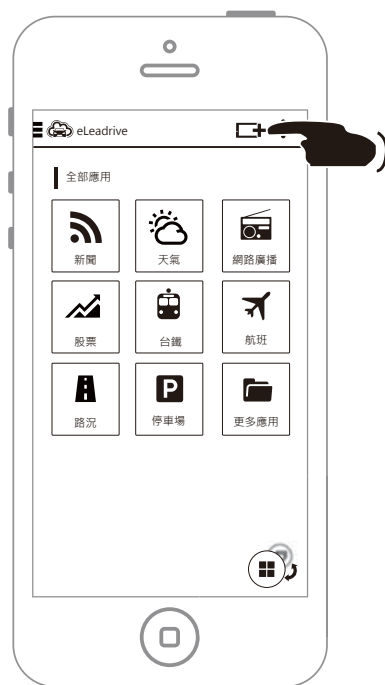 eLeadrive
全部應用
新聞
天氣
網路廣播
股票
台鐵
航班
路況
P
停車場
更多應用